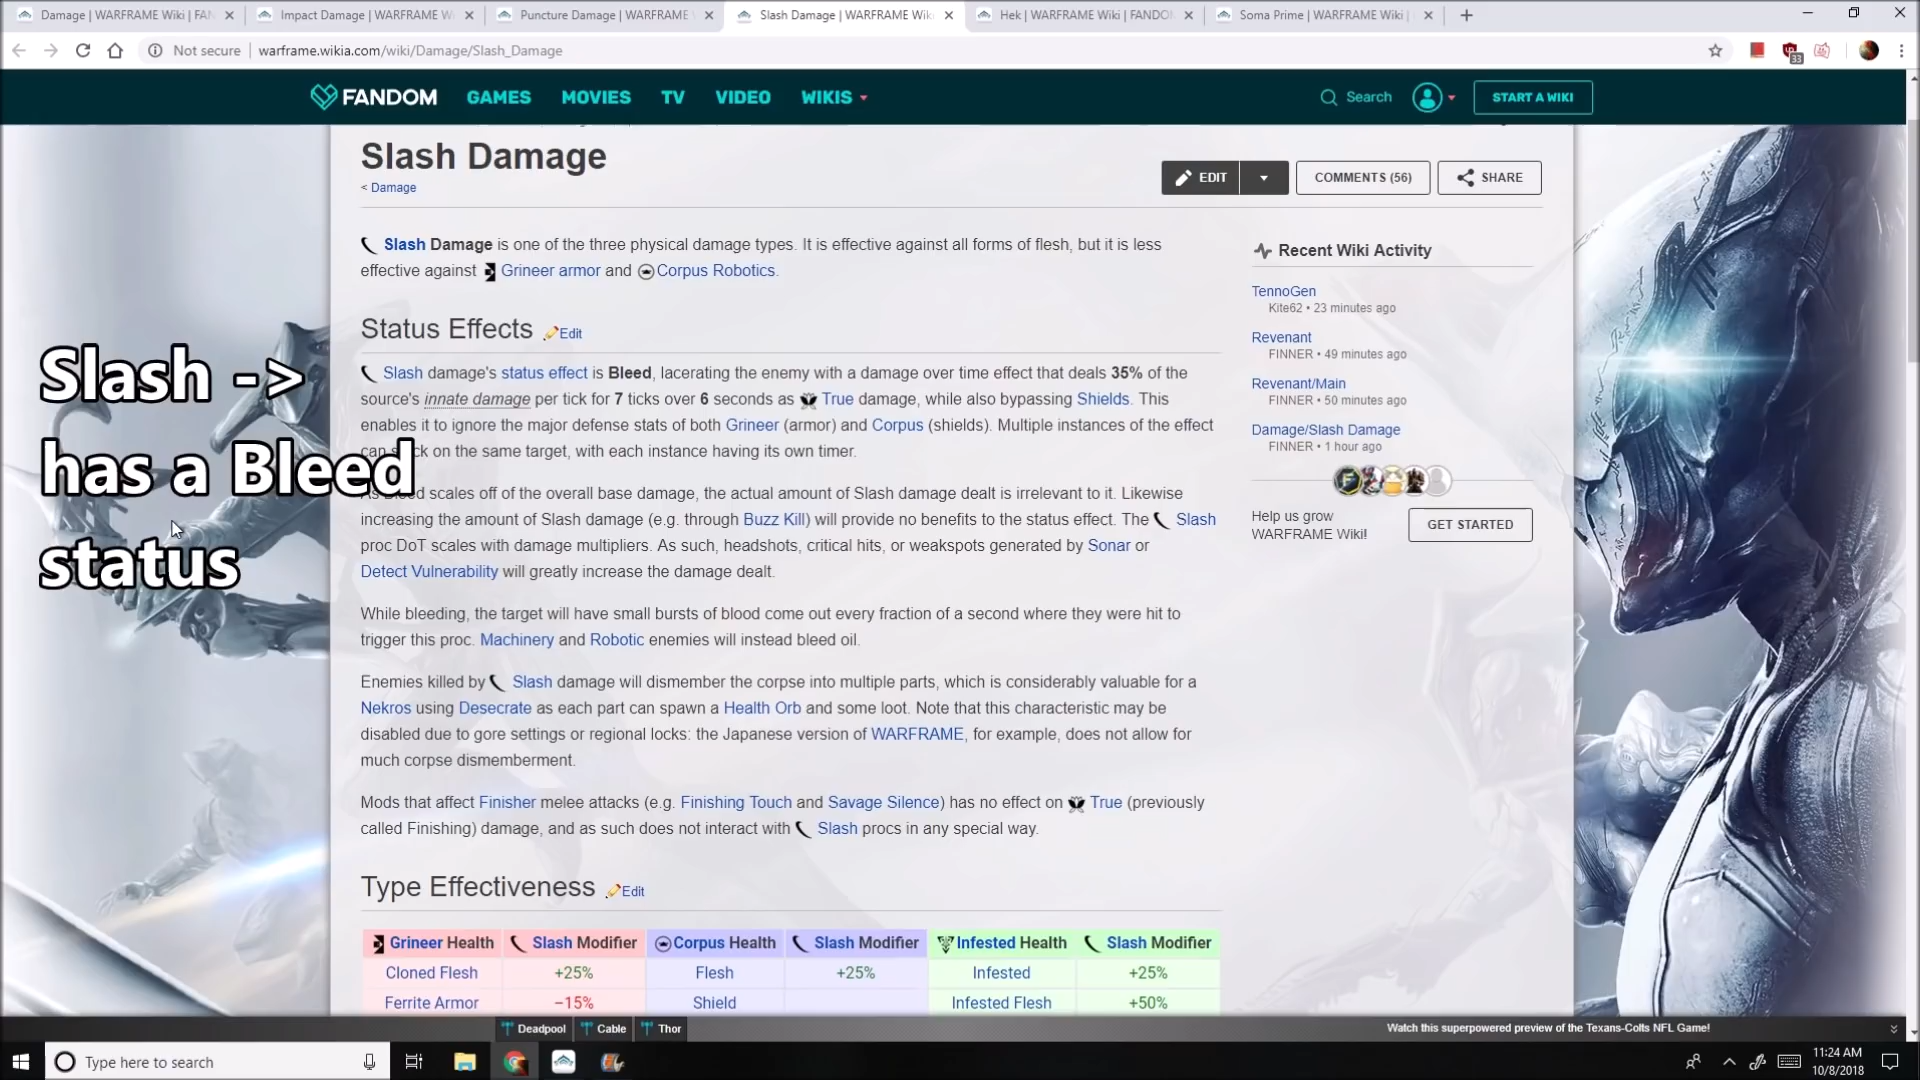 Damage | WARFRAME Wiki | FAN
Impact Damage | WARFRAME W
Puncture Damage | WARFRAME
Slash Damage | WARFRAME Wik
Hek | WARFRAME Wiki | FANDOM
Soma Prime | WARFRAME Wiki |
Not secure | warframe.wikia.com/wiki/Damage/Slash_Damage
33
FANDOM GAMES MOVIES TV VIDEO WIKIS Search START A WIKI
Slash Damage
< Damage
EDIT COMMENTS (56) SHARE
Slash Damage is one of the three physical damage types. It is effective against all forms of flesh, but it is less
effective against Grineer armor and Corpus Robotics.
Status Effects Edit
Slash damage's status effect is Bleed, lacerating the enemy with a damage over time effect that deals 35% of the
source's innate damage per tick for 7 ticks over 6 seconds as True damage, while also bypassing Shields. This
enables it to ignore the major defense stats of both Grineer (armor) and Corpus (shields). Multiple instances of the effect
can on the same target, with each instance having its own timer.
As Bleed scales off of the overall base damage, the actual amount of Slash damage dealt is irrelevant to it. Likewise
increasing the amount of Slash damage (e.g. through Buzz Kill) will provide no benefits to the status effect. The Slash
proc DoT scales with damage multipliers. As such, headshots, critical hits, or weakspots generated by Sonar or
Detect Vulnerability will greatly increase the damage dealt.
While bleeding, the target will have small bursts of blood come out every fraction of a second where they were hit to
trigger this proc. Machinery and Robotic enemies will instead bleed oil.
Enemies killed by Slash damage will dismember the corpse into multiple parts, which is considerably valuable for a
Nekros using Desecrate as each part can spawn a Health Orb and some loot. Note that this characteristic may be
disabled due to gore settings or regional locks: the Japanese version of WARFRAME, for example, does not allow for
much corpse dismemberment.
Mods that affect Finisher melee attacks (e.g. Finishing Touch and Savage Silence) has no effect on True (previously
called Finishing) damage, and as such does not interact with Slash procs in any special way.
Type Effectiveness Edit
Grineer Health Slash Modifier Corpus Health Slash Modifier Infested Health Slash Modifier
Cloned Flesh +25% Flesh +25% Infested +25%
Ferrite Armor −15% Shield Infested Flesh +50%
Recent Wiki Activity
TennoGen
Kite62 • 23 minutes ago
Revenant
FINNER • 49 minutes ago
Revenant/Main
FINNER • 50 minutes ago
Damage/Slash Damage
FINNER • 1 hour ago
Help us grow
WARFRAME Wiki!
GET STARTED
Slash ->
has a Bleed
status
Deadpool Cable Thor
Watch this superpowered preview of the Texans-Colts NFL Game!
Type here to search
11:24 AM
10/8/2018